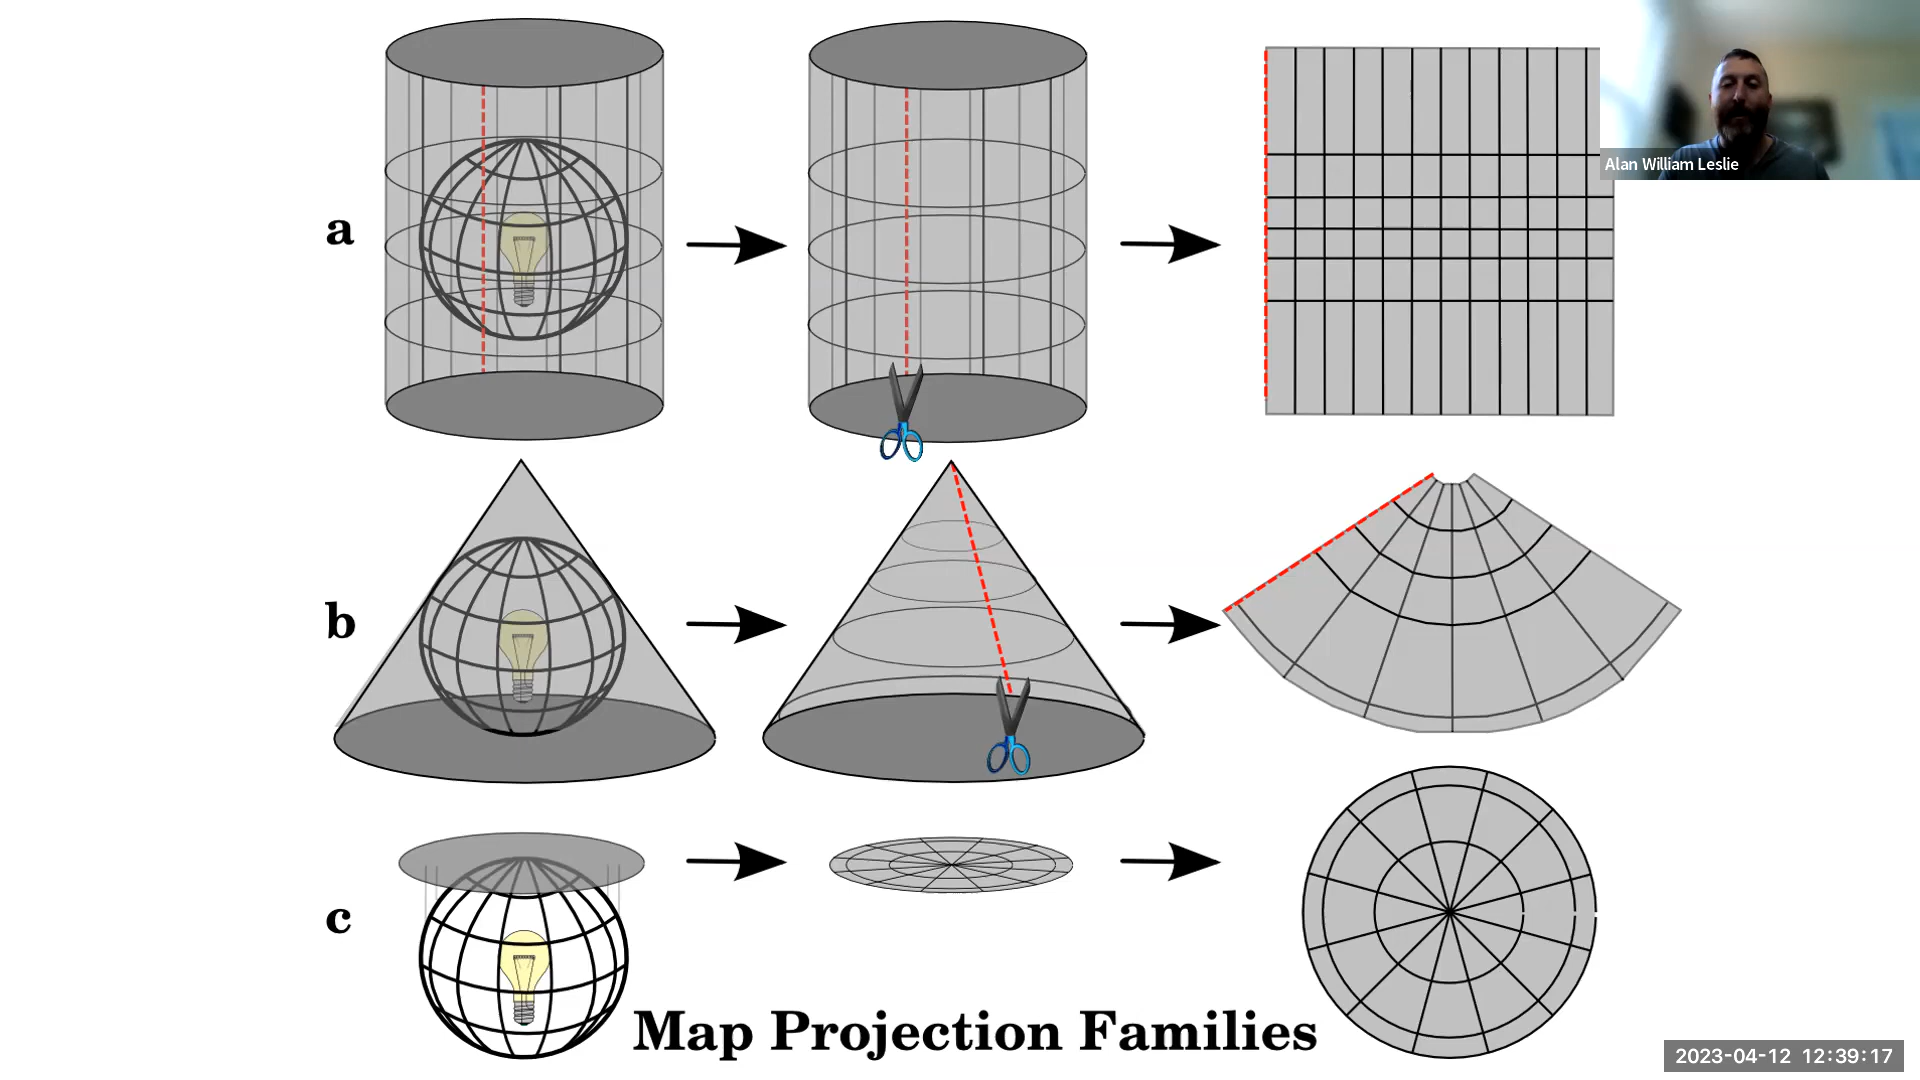 a
Alan William Leslie
b
c
Map Projection Families
2023-04-12 12:39:17